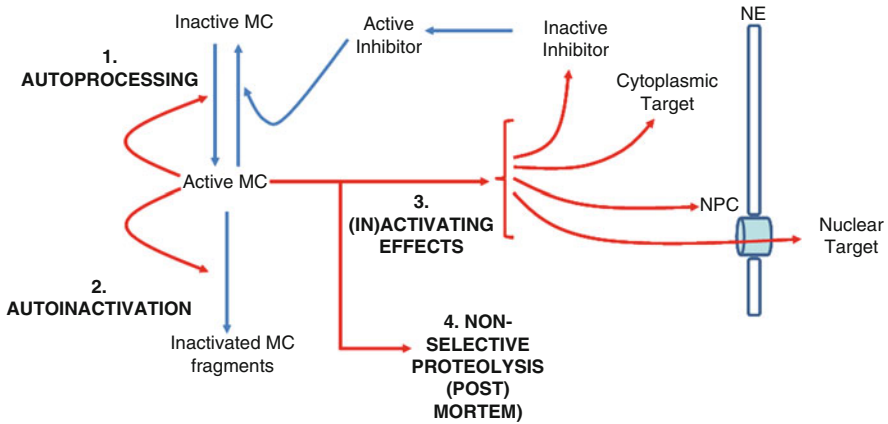 Inactive MC
Active
Inhibitor
Inactive
Inhibitor
NE
1.
AUTOPROCESSING
Cytoplasmic
Target
Active MC
3.
(IN)ACTIVATING
EFFECTS
NPC
Nuclear
Target
2.
AUTOINACTIVATION
Inactivated MC
fragments
4. NON-
SELECTIVE
PROTEOLYSIS
(POST)
MORTEM)